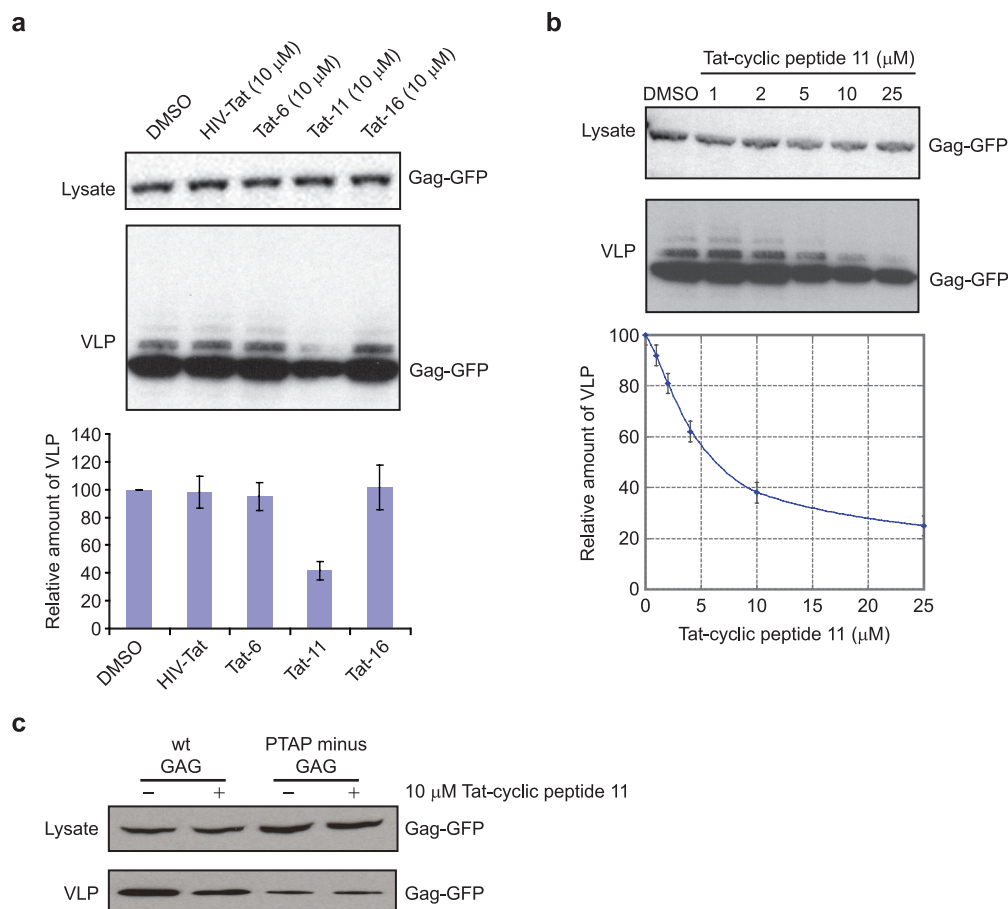 a
DMSO
HIV-Tat (10 μM)
Tat-6 (10 μM)
Tat-11 (10 μM)
Tat-16 (10 μM)
Lysate
Gag-GFP
VLP
Gag-GFP
Relative amount of VLP
140
120
100
80
60
40
20
0
DMSO
HIV-Tat
Tat-6
Tat-11
Tat-16
b
Tat-cyclic peptide 11 (μM)
DMSO 1 2 5 10 25
Lysate
Gag-GFP
VLP
Gag-GFP
Relative amount of VLP
100
80
60
40
20
0
0 5 10 15 20 25
Tat-cyclic peptide 11 (μM)
c
wt PTAP minus
GAG GAG
– + – + 10 μM Tat-cyclic peptide 11
Lysate Gag-GFP
VLP Gag-GFP